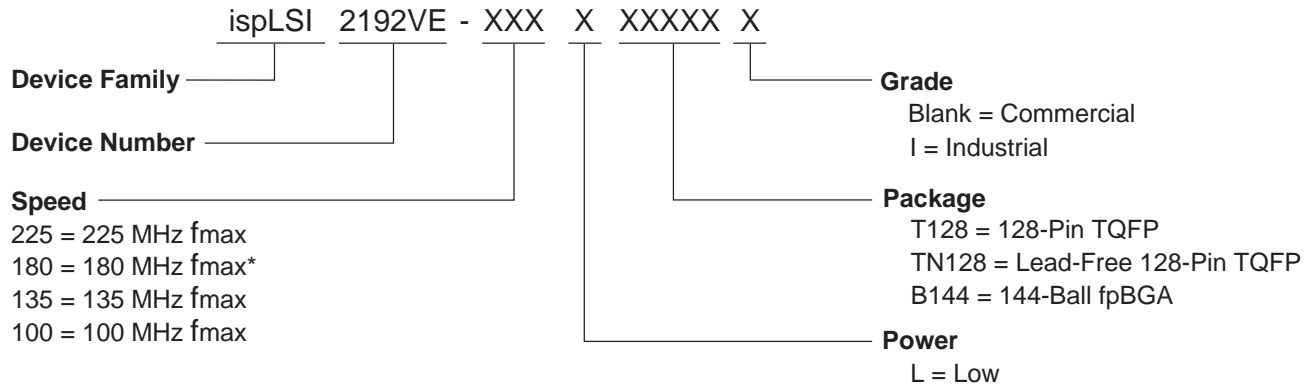 ispLSI 2192VE - XXX X XXXXX X
Device Family
Device Number
Speed
225 = 225 MHz fmax
180 = 180 MHz fmax*
135 = 135 MHz fmax
100 = 100 MHz fmax
Grade
Blank = Commercial
I = Industrial
Package
T128 = 128-Pin TQFP
TN128 = Lead-Free 128-Pin TQFP
B144 = 144-Ball fpBGA
Power
L = Low